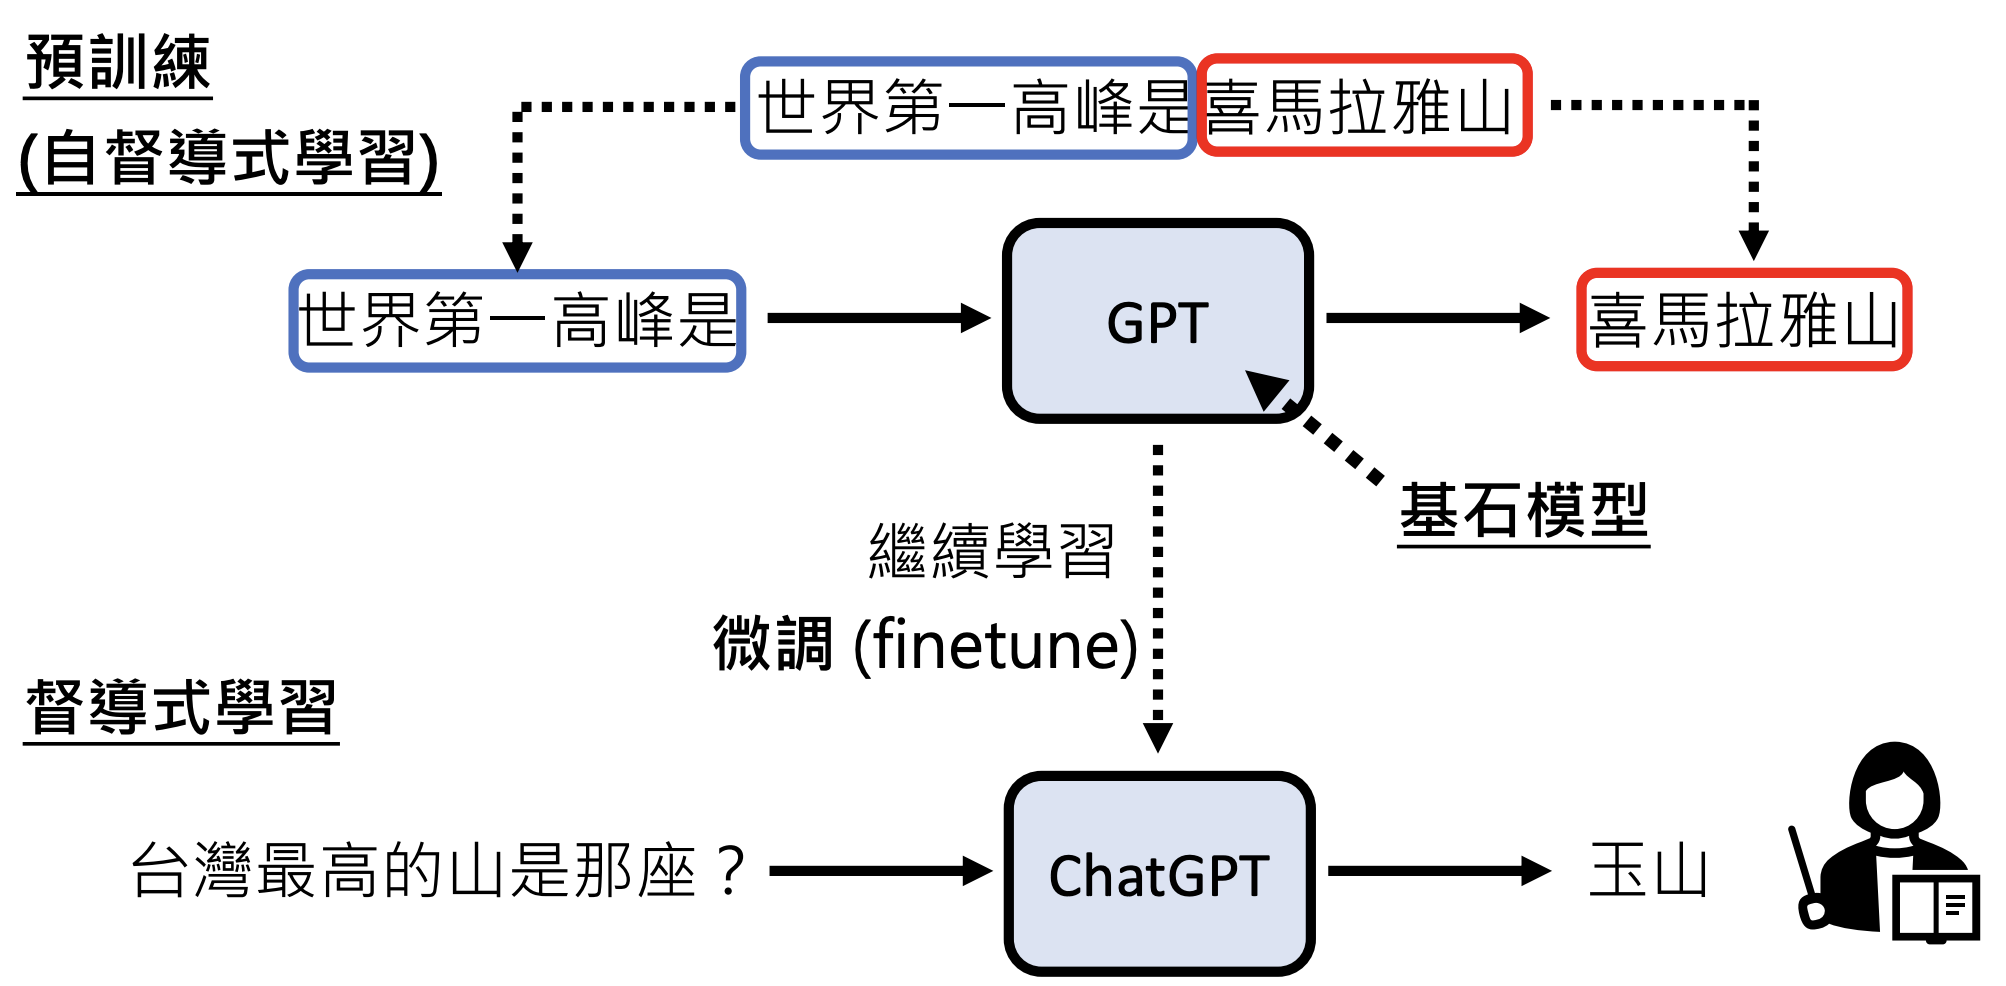 預訓練
(自督導式學習)
世界第一高峰是喜馬拉雅山
世界第一高峰是
GPT
喜馬拉雅山
基石模型
繼續學習
微調 (finetune)
督導式學習
台灣最高的山是那座？
ChatGPT
玉山